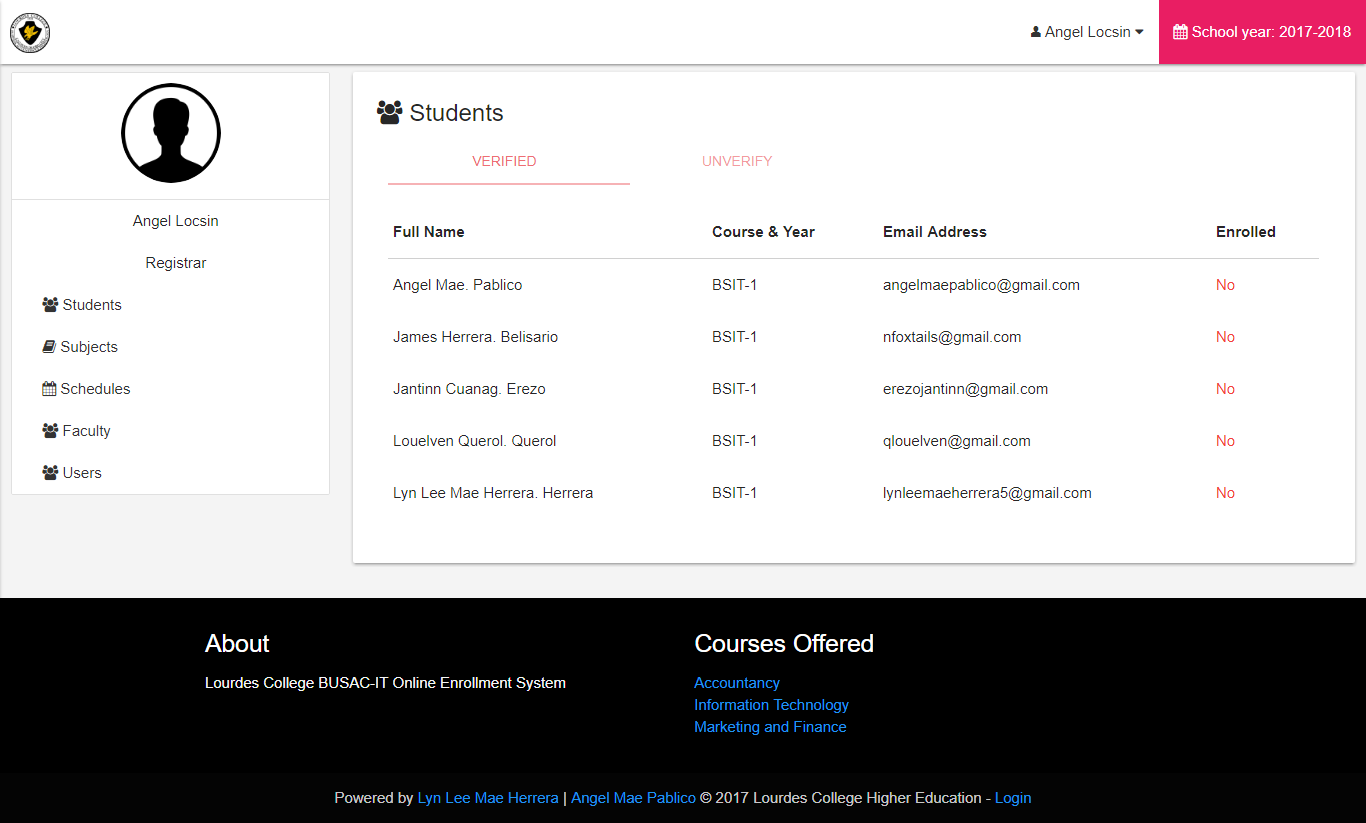 Angel Locsin
School year: 2017-2018
Angel Locsin
Registrar
Students
Subjects
Schedules
Faculty
Users
Students
VERIFIED UNVERIFY
Full Name Course & Year Email Address Enrolled
Angel Mae. Pablico BSIT-1 angelmaepablico@gmail.com No
James Herrera. Belisario BSIT-1 nfoxtails@gmail.com No
Jantinn Cuanag. Erezo BSIT-1 erezojantinn@gmail.com No
Louelven Querol. Querol BSIT-1 qlouelven@gmail.com No
Lyn Lee Mae Herrera. Herrera BSIT-1 lynleemaeherrera5@gmail.com No
About
Lourdes College BUSAC-IT Online Enrollment System
Courses Offered
Accountancy
Information Technology
Marketing and Finance
Powered by Lyn Lee Mae Herrera | Angel Mae Pablico © 2017 Lourdes College Higher Education - Login